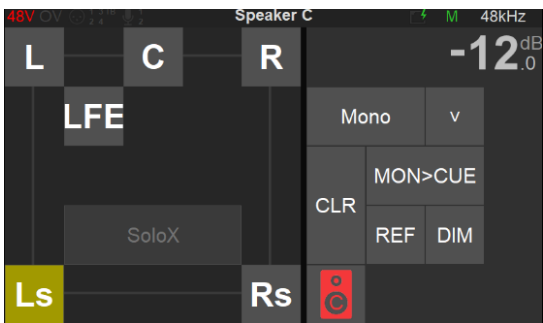 48V OV Speaker C M 48kHz
L C R -12.0 dB
LFE Mono v
MON>CUE
CLR
SoloX REF DIM
Ls Rs C